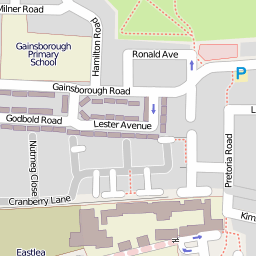 Milner Road
Hamilton Road
Gainsborough
Primary
School
Ronald Ave
P
Gainsborough Road
Godbold Road
Lester Avenue
Nutmeg Close
Pretoria Road
L
Cranberry Lane
Kim
Eastlea